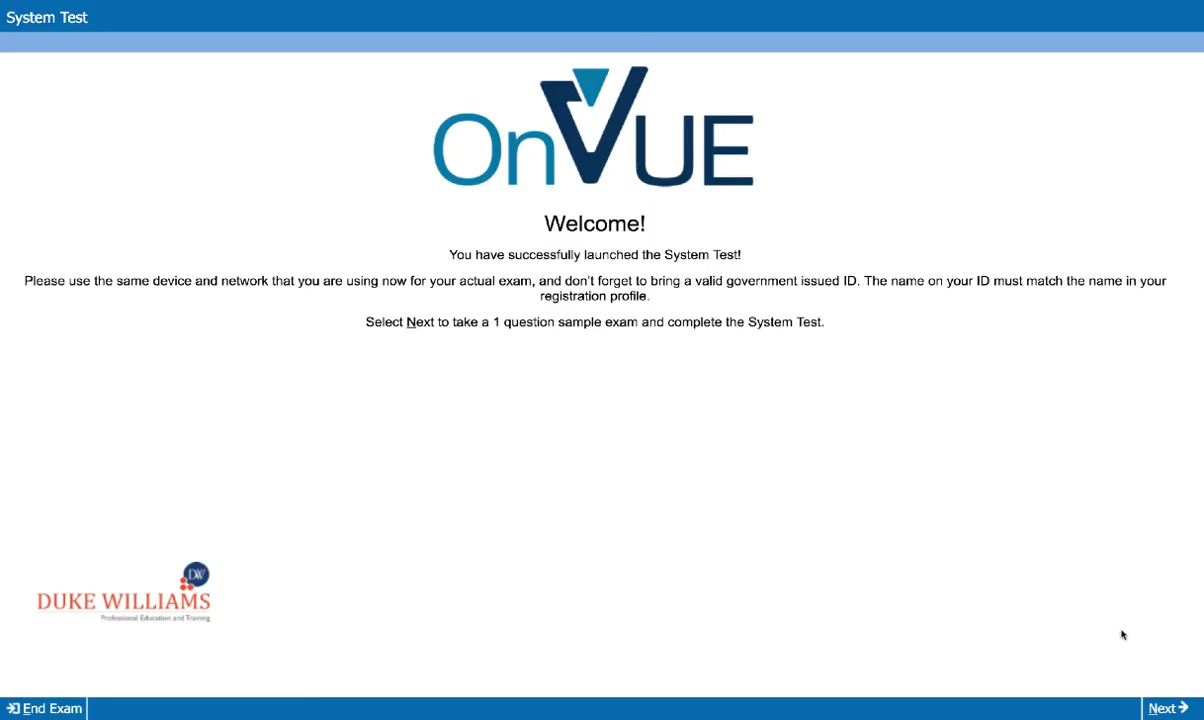 System Test
OnVUE
Welcome!
You have successfully launched the System Test!
Please use the same device and network that you are using now for your actual exam, and don't forget to bring a valid government issued ID. The name on your ID must match the name in your
registration profile.
Select Next to take a 1 question sample exam and complete the System Test.
DW
DUKE WILLIAMS
Professional Education and Training
End Exam
Next